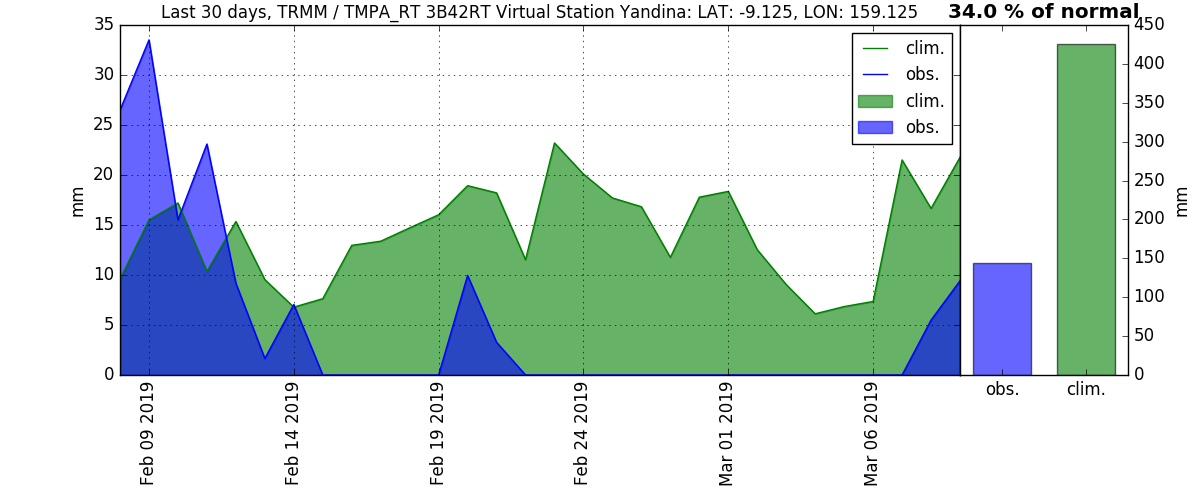 Last 30 days, TRMM / TMPA_RT 3B42RT Virtual Station Yandina: LAT: -9.125, LON: 159.125
34.0 % of normal
35
30
25
20
15
10
5
0
mm
clim.
obs.
clim.
obs.
450
400
350
300
250
200
150
100
50
0
mm
Feb 09 2019
Feb 14 2019
Feb 19 2019
Feb 24 2019
Mar 01 2019
Mar 06 2019
obs.
clim.